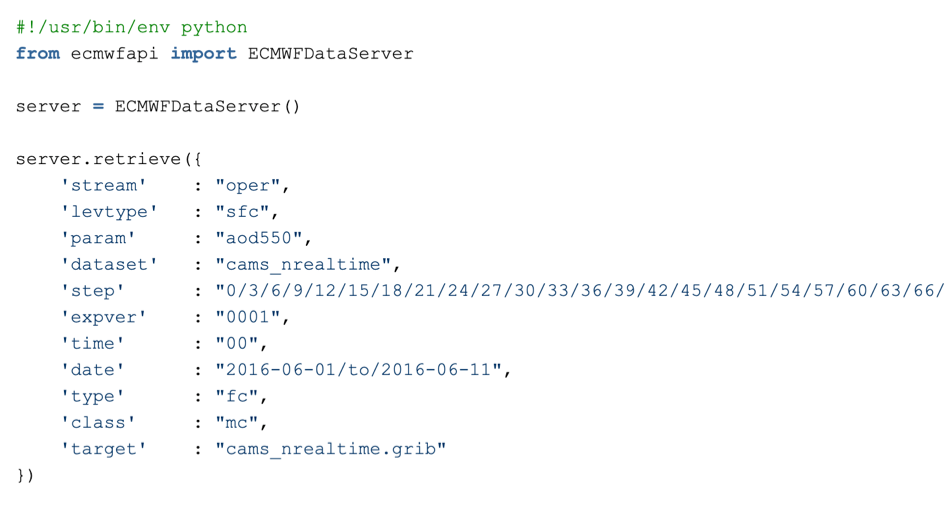 #!/usr/bin/env python
from ecmwfapi import ECMWFDataServer

server = ECMWFDataServer()

server.retrieve({
    'stream'    : "oper",
    'levtype'   : "sfc",
    'param'     : "aod550",
    'dataset'   : "cams_nrealtime",
    'step'      : "0/3/6/9/12/15/18/21/24/27/30/33/36/39/42/45/48/51/54/57/60/63/66/
    'expver'    : "0001",
    'time'      : "00",
    'date'      : "2016-06-01/to/2016-06-11",
    'type'      : "fc",
    'class'     : "mc",
    'target'    : "cams_nrealtime.grib"
})